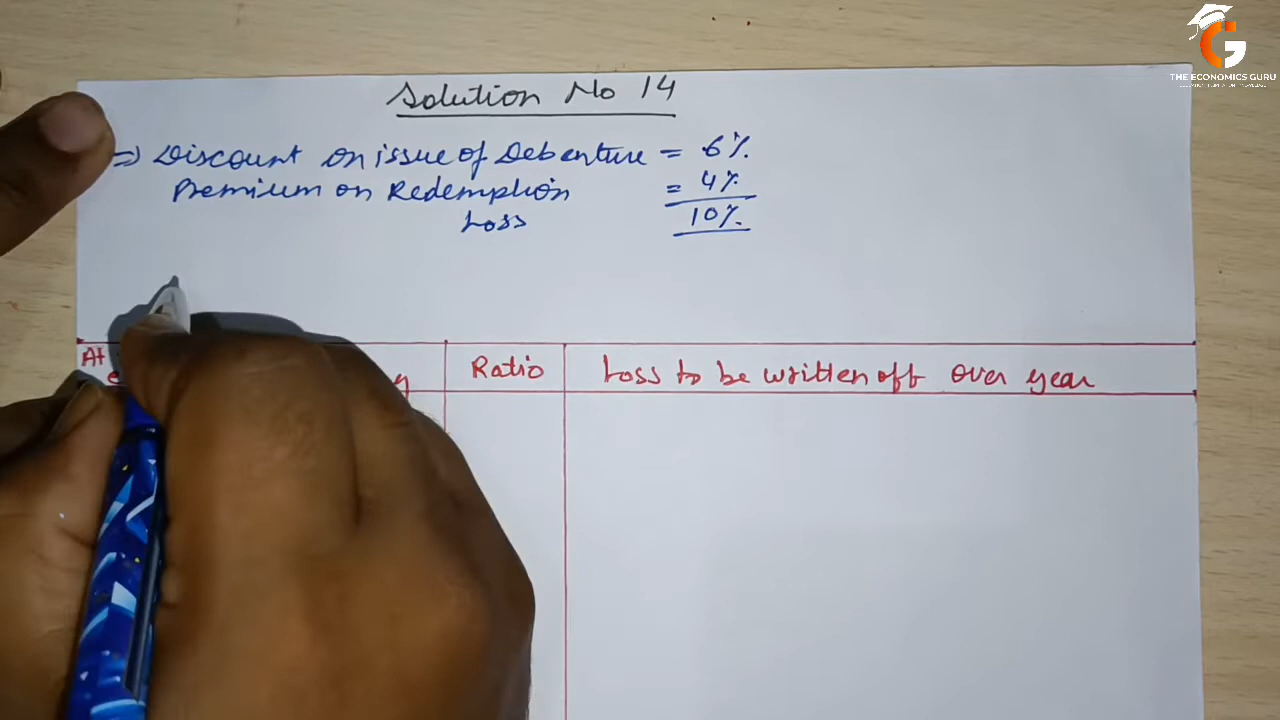 THE ECONOMICS GURU
Solution No 14
=) Discount on issue of Debenture = 6%
Premium on Redemption = 4%
Loss 10%
At
Ratio
Loss to be written off over year